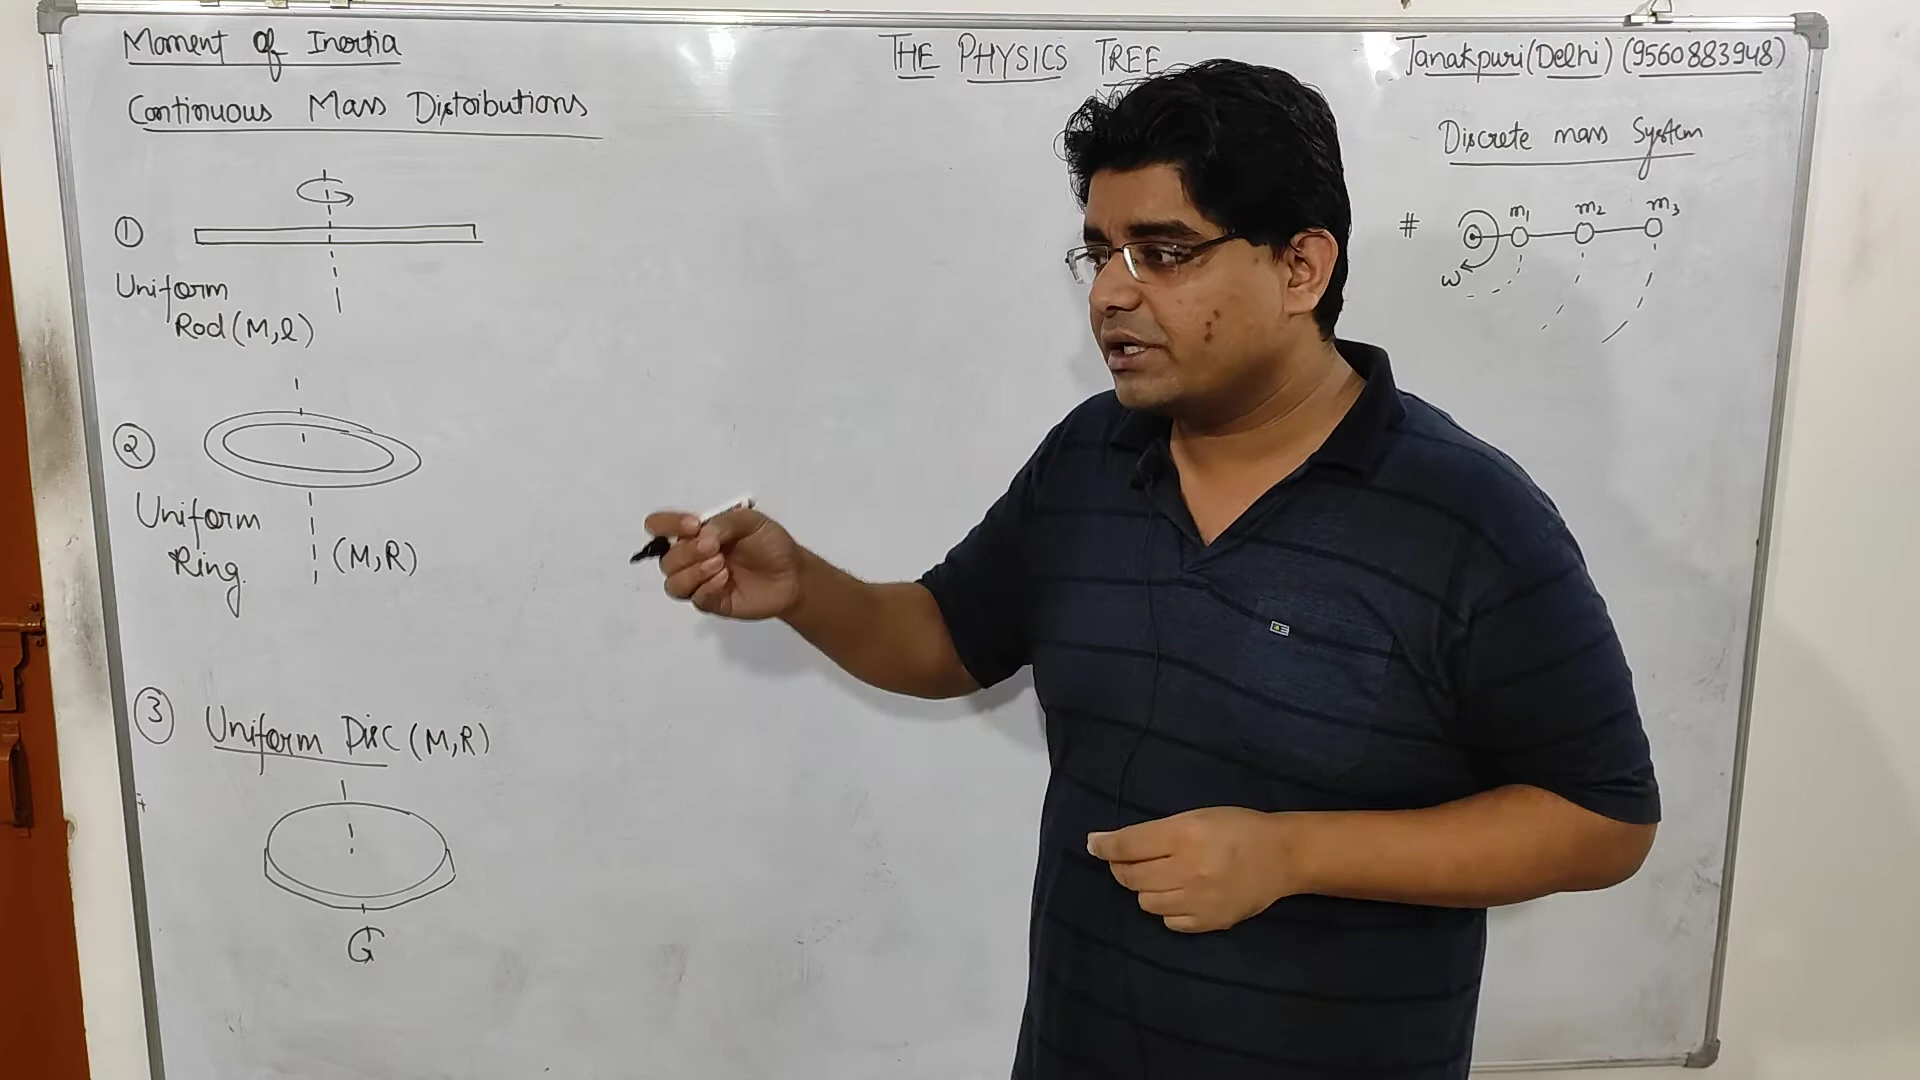 Moment of Inertia
Continuous Mass Distributions
①
Uniform
Rod (M, l)
②
Uniform
Ring.
(M, R)
③ Uniform Disc (M, R)
THE PHYSICS TREE
Janakpuri (Delhi) (9560883948)
Discrete mass System
# m₁ m₂ m₃
ω